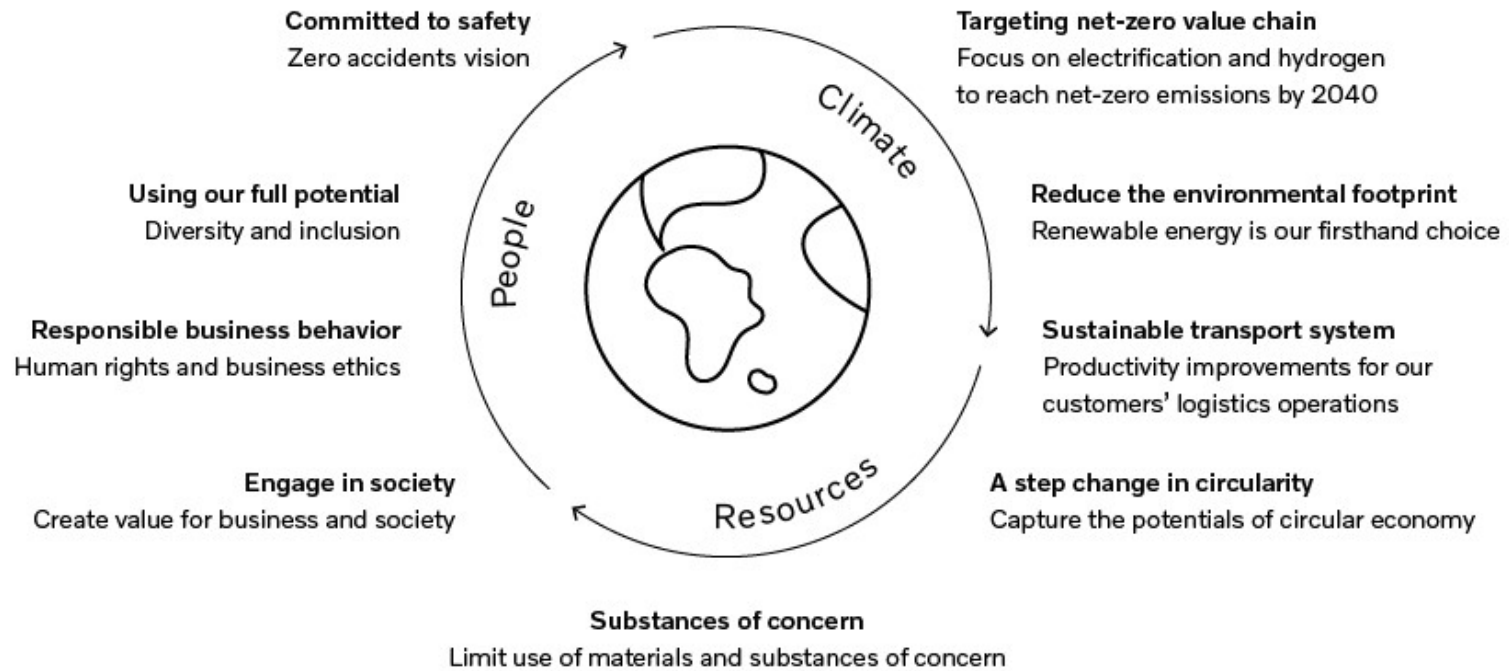 Committed to safety
Zero accidents vision
Targeting net-zero value chain
Focus on electrification and hydrogen
to reach net-zero emissions by 2040
Climate
Using our full potential
Diversity and inclusion
People
Reduce the environmental footprint
Renewable energy is our firsthand choice
Responsible business behavior
Human rights and business ethics
Sustainable transport system
Productivity improvements for our
customers’ logistics operations
Engage in society
Create value for business and society
Resources
A step change in circularity
Capture the potentials of circular economy
Substances of concern
Limit use of materials and substances of concern